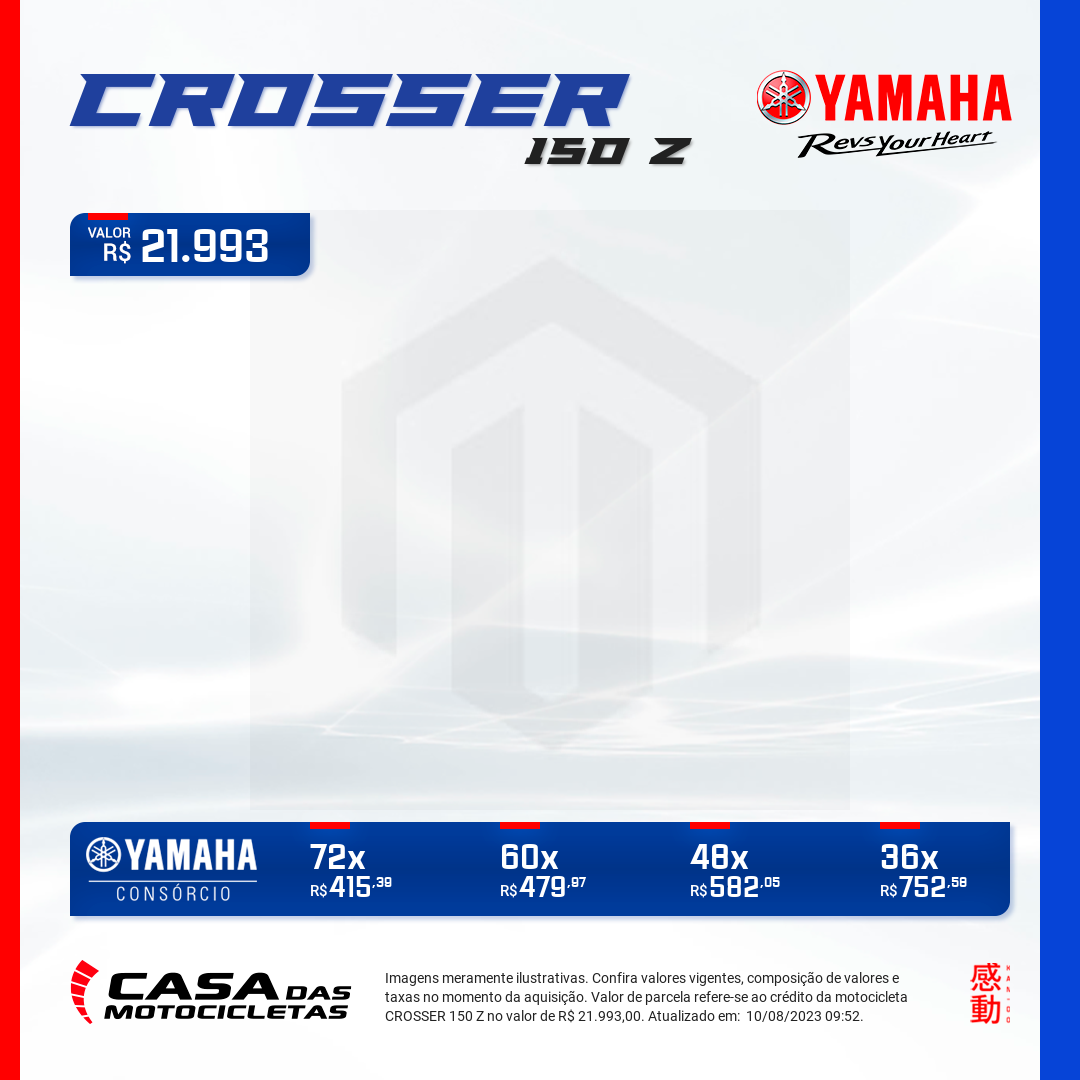 CROSSER
150 Z
YAMAHA
Revs Your Heart
VALOR
R$ 21.993
YAMAHA
CONSÓRCIO
72x
R$ 415,38
60x
R$ 479,97
48x
R$ 582,05
36x
R$ 752,58
CASA DAS
MOTOCICLETAS
Imagens meramente ilustrativas. Confira valores vigentes, composição de valores e
taxas no momento da aquisição. Valor de parcela refere-se ao crédito da motocicleta
CROSSER 150 Z no valor de R$ 21.993,00. Atualizado em: 10/08/2023 09:52.
感動